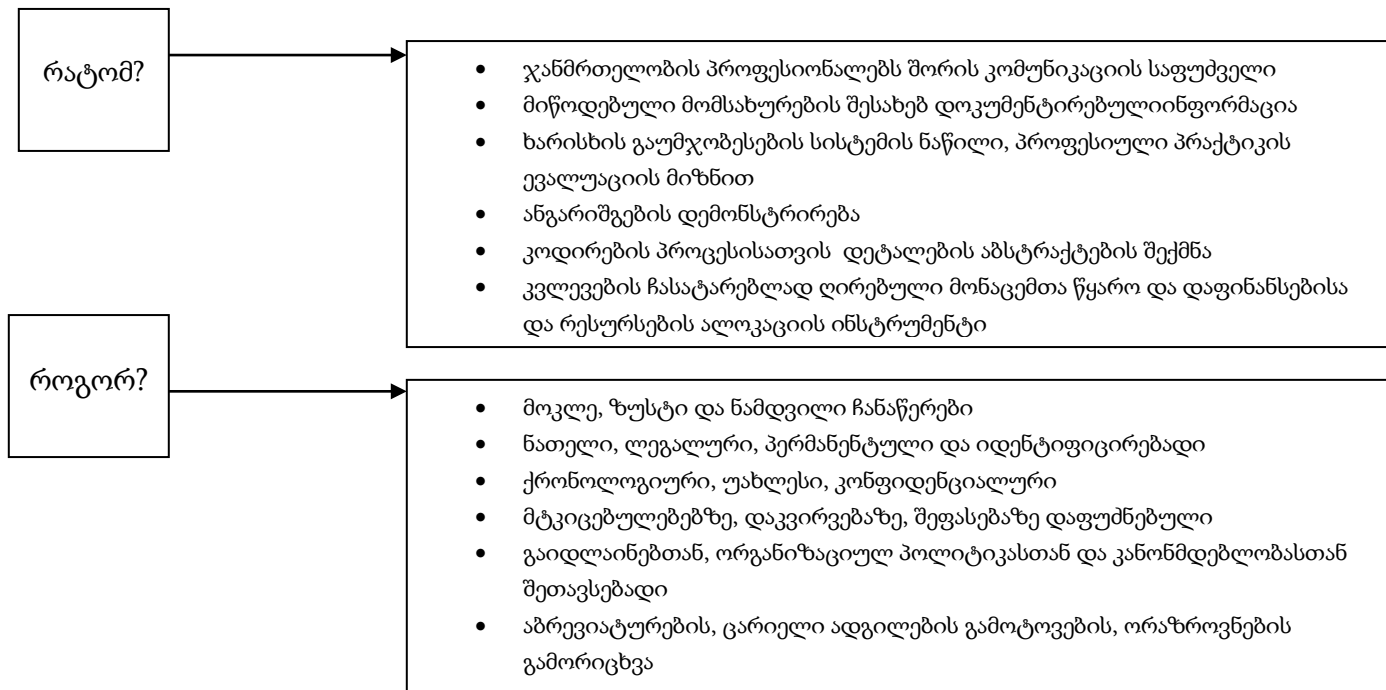 რატომ?
• ჯანმრთელობის პროფესიონალებს შორის კომუნიკაციის საფუძველი
• მიწოდებული მომსახურების შესახებ დოკუმენტირებულიინფორმაცია
• ხარისხის გაუმჯობესების სისტემის ნაწილი, პროფესიული პრაქტიკის
ევალუაციის მიზნით
• ანგარიშგების დემონსტრირება
• კოდირების პროცესისათვის დეტალების აბსტრაქტების შექმნა
• კვლევების ჩასატარებლად ღირებული მონაცემთა წყარო და დაფინანსებისა
და რესურსების ალოკაციის ინსტრუმენტი
როგორ?
• მოკლე, ზუსტი და ნამდვილი ჩანაწერები
• ნათელი, ლეგალური, პერმანენტული და იდენტიფიცირებადი
• ქრონოლოგიური, უახლესი, კონფიდენციალური
• მტკიცებულებებზე, დაკვირვებაზე, შეფასებაზე დაფუძნებული
• გაიდლაინებთან, ორგანიზაციულ პოლიტიკასთან და კანონმდებლობასთან
შეთავსებადი
• აბრევიატურების, ცარიელი ადგილების გამოტოვების, ორაზროვნების
გამორიცხვა